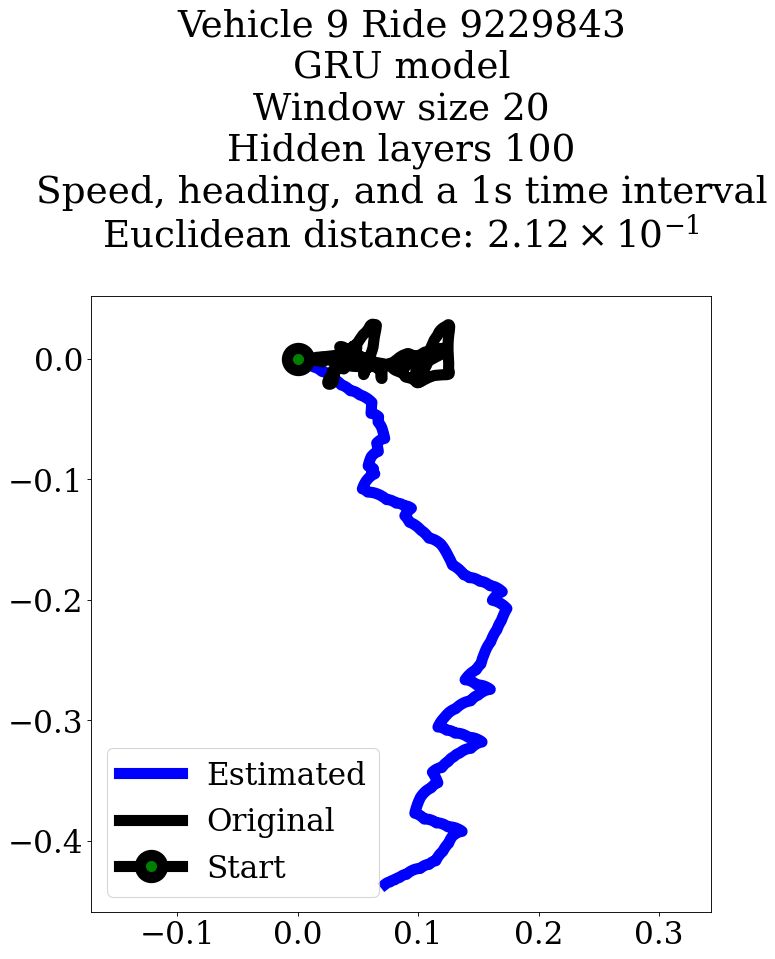 Vehicle 9 Ride 9229843
GRU model
Window size 20
Hidden layers 100
Speed, heading, and a 1s time interval
Euclidean distance: 2.12 × 10⁻¹
0.0
−0.1
−0.2
−0.3
−0.4
Estimated
Original
Start
−0.1 0.0 0.1 0.2 0.3